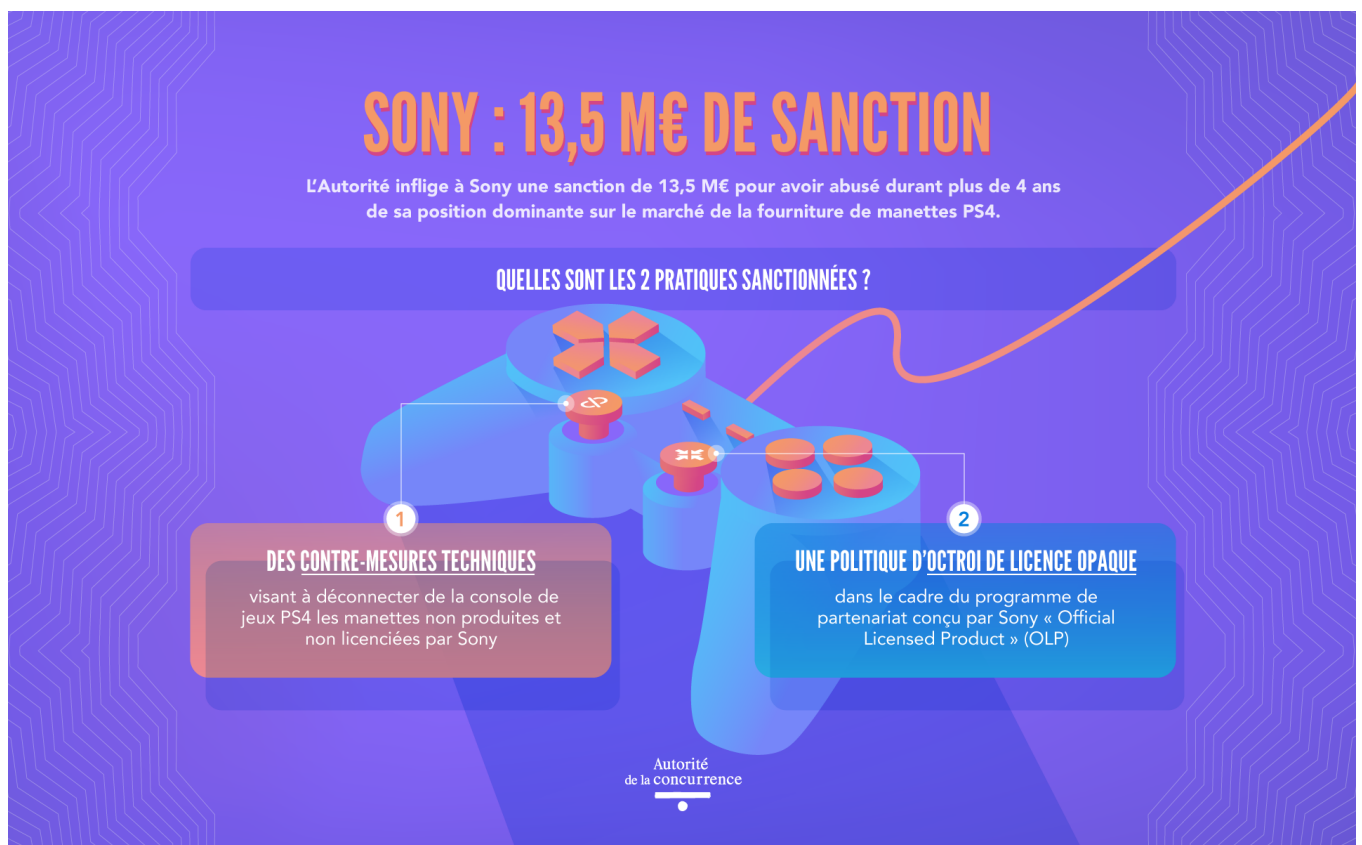 SONY : 13,5 M€ DE SANCTION
L'Autorité inflige à Sony une sanction de 13,5 M€ pour avoir abusé durant plus de 4 ans
de sa position dominante sur le marché de la fourniture de manettes PS4.
QUELLES SONT LES 2 PRATIQUES SANCTIONNÉES ?
1
DES CONTRE-MESURES TECHNIQUES
visant à déconnecter de la console de
jeux PS4 les manettes non produites et
non licenciées par Sony
2
UNE POLITIQUE D'OCTROI DE LICENCE OPAQUE
dans le cadre du programme de
partenariat conçu par Sony « Official
Licensed Product » (OLP)
Autorité
de la concurrence